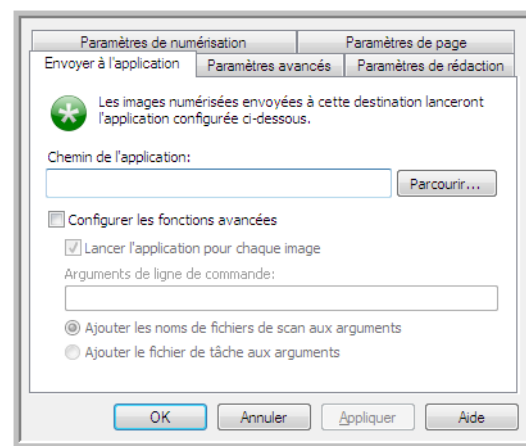 Paramètres de numérisation
Paramètres de page
Envoyer à l'application
Paramètres avancés
Paramètres de rédaction
Les images numérisées envoyées à cette destination lanceront
l'application configurée ci-dessous.
Chemin de l'application:
Parcourir...
Configurer les fonctions avancées
Lancer l'application pour chaque image
Arguments de ligne de commande:
Ajouter les noms de fichiers de scan aux arguments
Ajouter le fichier de tâche aux arguments
OK
Annuler
Appliquer
Aide